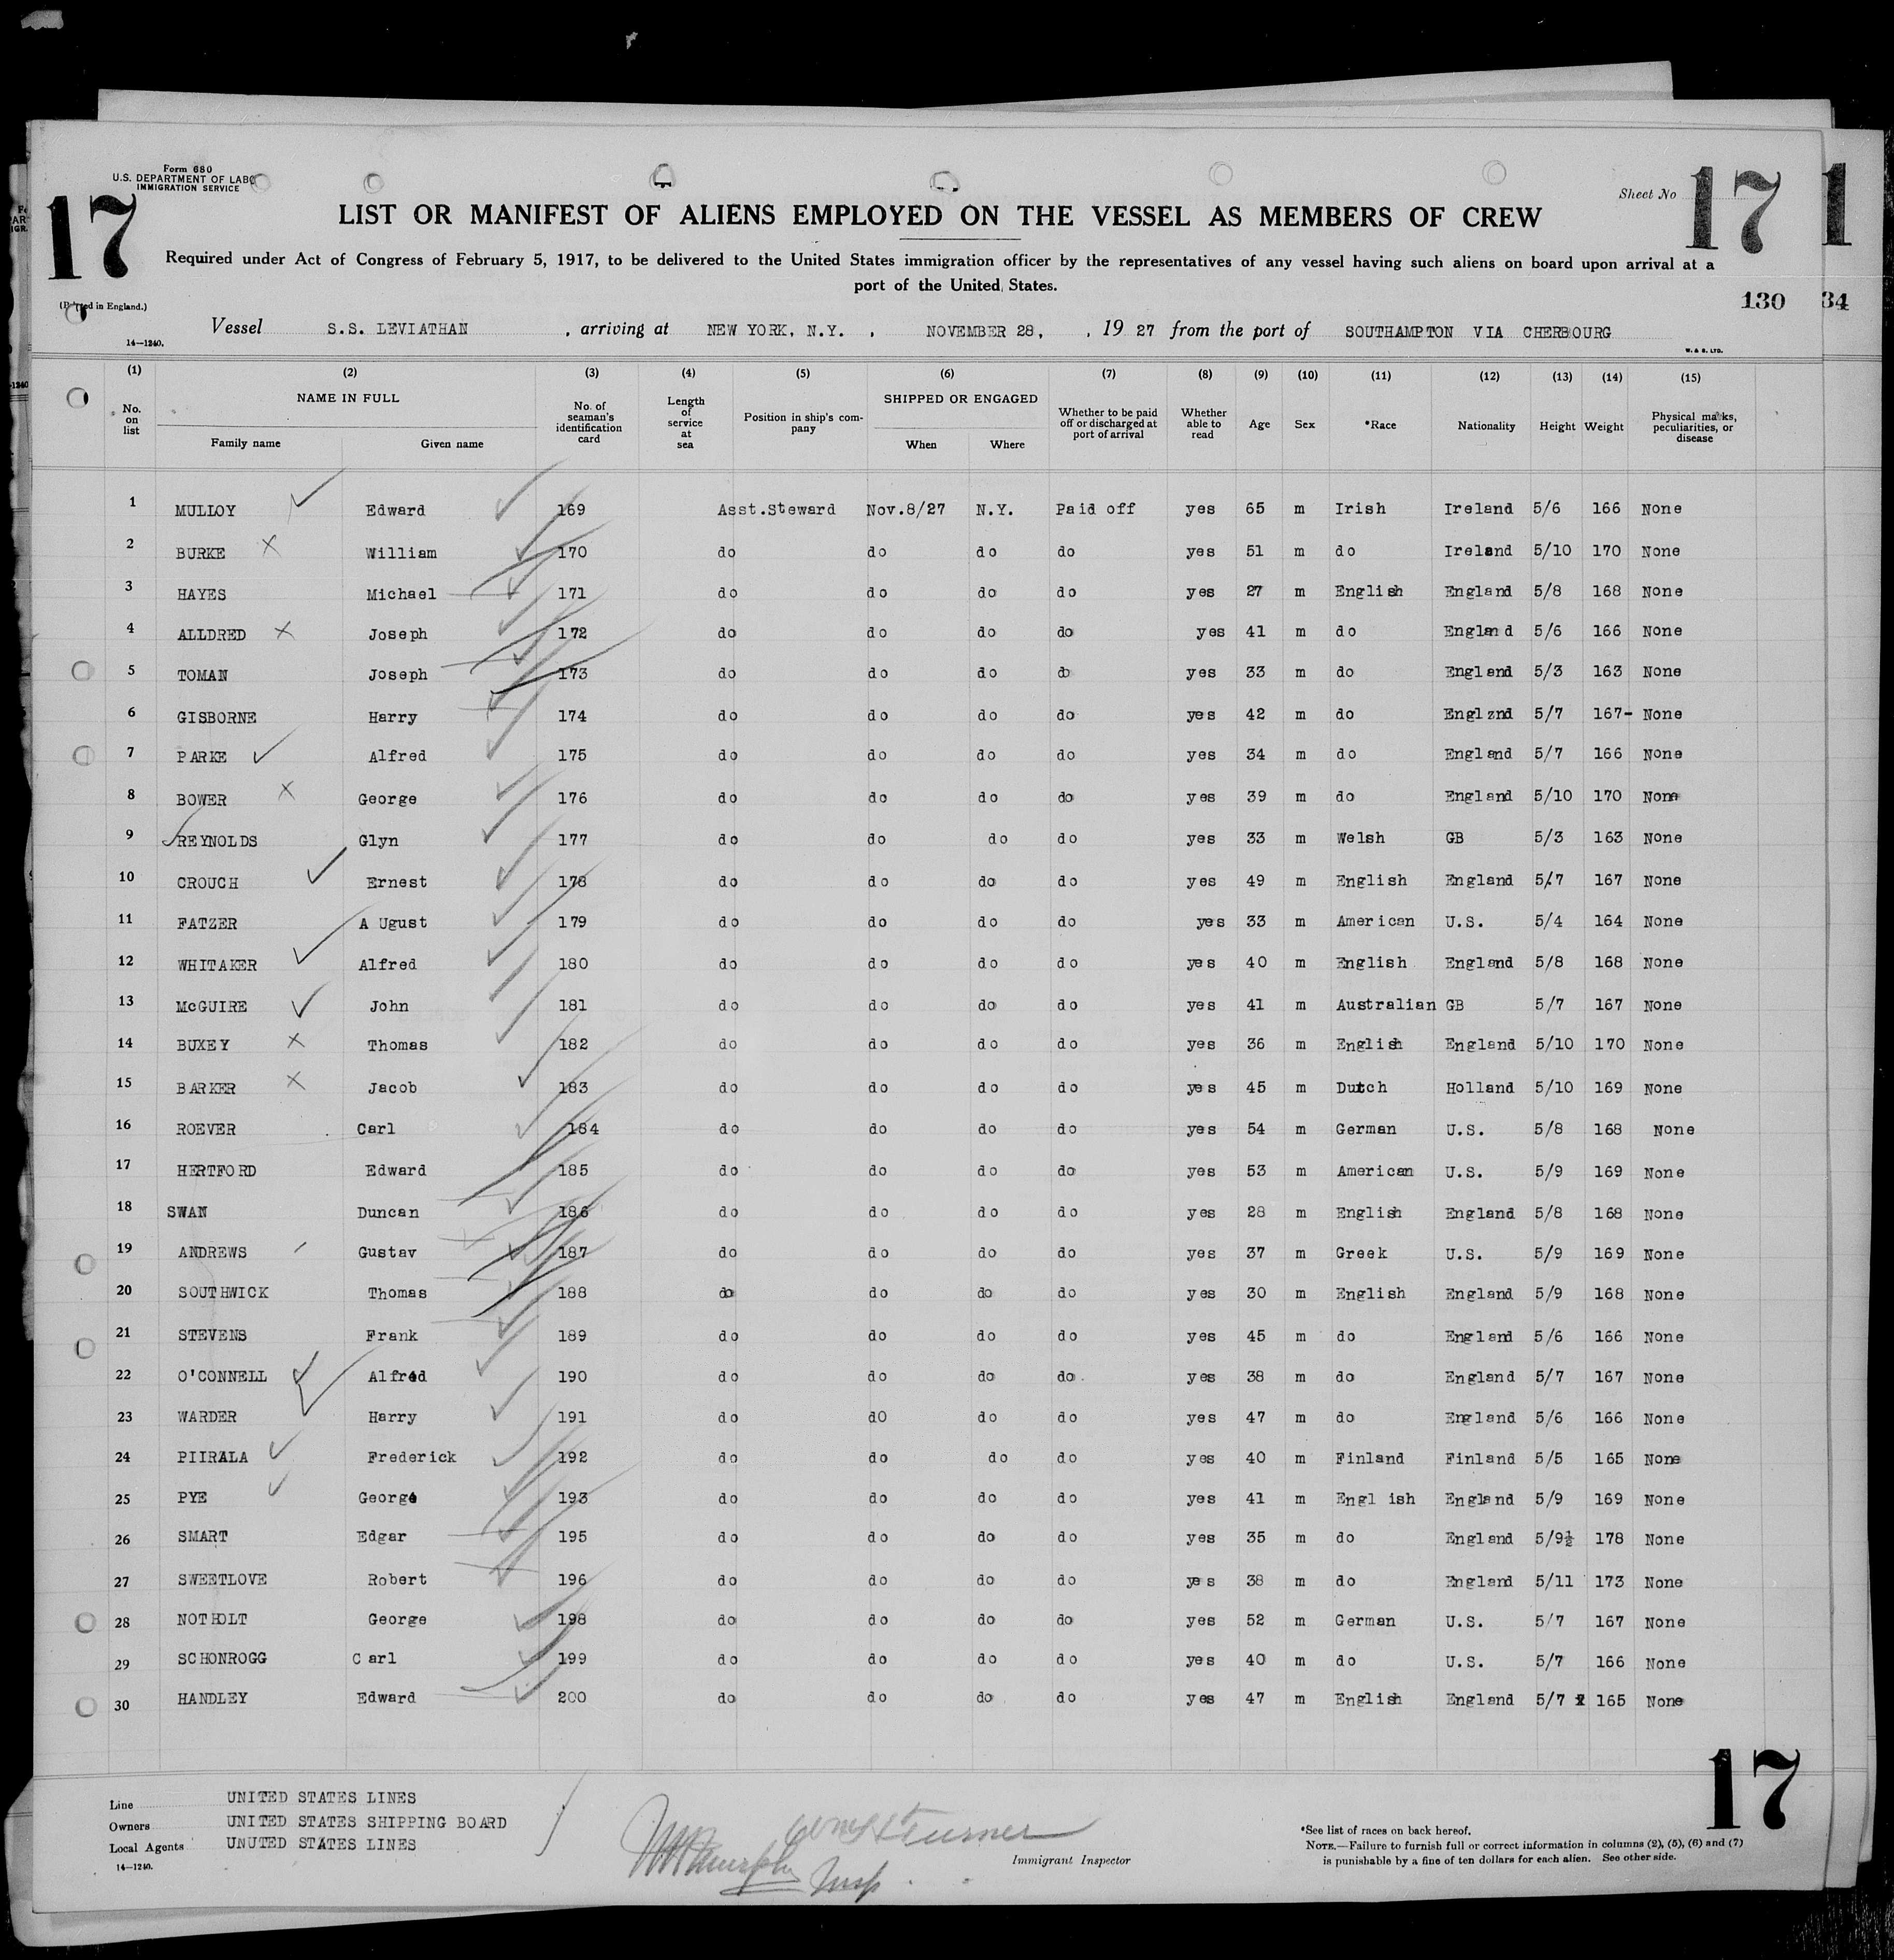 Form 680
U.S. DEPARTMENT OF LABO
IMMIGRATION SERVICE
17
Sheet No 17
LIST OR MANIFEST OF ALIENS EMPLOYED ON THE VESSEL AS MEMBERS OF CREW
Required under Act of Congress of February 5, 1917, to be delivered to the United States immigration officer by the representatives of any vessel having such aliens on board upon arrival at a
port of the United States.
130 34
(Printed in England.)
Vessel S.S. LEVIATHAN , arriving at NEW YORK, N.Y. , NOVEMBER 28, , 19 27 from the port of SOUTHAMPTON VIA CHERBOURG
14—1240.
W. & S. LTD.
(1) (2) (3) (4) (5) (6) (7) (8) (9) (10) (11) (12) (13) (14) (15)
No. on list NAME IN FULL Family name Given name No. of seaman's identification card Length of service at sea Position in ship's company SHIPPED OR ENGAGED When Where Whether to be paid off or discharged at port of arrival Whether able to read Age Sex *Race Nationality Height Weight Physical marks, peculiarities, or disease
1 MULLOY Edward 169 Asst.Steward Nov.8/27 N.Y. Paid off yes 65 m Irish Ireland 5/6 166 None
2 BURKE William 170 do do do do yes 51 m do Ireland 5/10 170 None
3 HAYES Michael 171 do do do do yes 27 m English England 5/8 168 None
4 ALLDRED Joseph 172 do do do do yes 41 m do England 5/6 166 None
5 TOMAN Joseph 173 do do do do yes 33 m do England 5/3 163 None
6 GISBORNE Harry 174 do do do do yes 42 m do Englznd 5/7 167- None
7 PARKE Alfred 175 do do do do yes 34 m do England 5/7 166 None
8 BOWER George 176 do do do do yes 39 m do England 5/10 170 None
9 REYNOLDS Glyn 177 do do do do yes 33 m Welsh GB 5/3 163 None
10 CROUCH Ernest 178 do do do do yes 49 m English England 5/7 167 None
11 FATZER A Ugust 179 do do do do yes 33 m American U.S. 5/4 164 None
12 WHITAKER Alfred 180 do do do do yes 40 m English England 5/8 168 None
13 McGUIRE John 181 do do do do yes 41 m Australian GB 5/7 167 None
14 BUXEY Thomas 182 do do do do yes 36 m English England 5/10 170 None
15 BARKER Jacob 183 do do do do yes 45 m Dutch Holland 5/10 169 None
16 ROEVER Carl 184 do do do do yes 54 m German U.S. 5/8 168 None
17 HERTFORD Edward 185 do do do do yes 53 m American U.S. 5/9 169 None
18 SWAN Duncan 186 do do do do yes 28 m English England 5/8 168 None
19 ANDREWS Gustav 187 do do do do yes 37 m Greek U.S. 5/9 169 None
20 SOUTHWICK Thomas 188 do do do do yes 30 m English England 5/9 168 None
21 STEVENS Frank 189 do do do do yes 45 m do England 5/6 166 None
22 O'CONNELL Alfred 190 do do do do yes 38 m do England 5/7 167 None
23 WARDER Harry 191 do dO do do yes 47 m do England 5/6 166 None
24 PIIRALA Frederick 192 do do do do yes 40 m Finland Finland 5/5 165 None
25 PYE George 193 do do do do yes 41 m Engl ish England 5/9 169 None
26 SMART Edgar 195 do do do do yes 35 m do England 5/9½ 178 None
27 SWEETLOVE Robert 196 do do do do yes 38 m do England 5/11 173 None
28 NOTHOLT George 198 do do do do yes 52 m German U.S. 5/7 167 None
29 SCHONROGG Carl 199 do do do do yes 40 m do U.S. 5/7 166 None
30 HANDLEY Edward 200 do do do do yes 47 m English England 5/7 165 None
17
Line UNITED STATES LINES
Owners UNITED STATES SHIPPING BOARD
Local Agents UNUTED STATES LINES
14—1240.
Turner
Murphy Insp
Immigrant Inspector
*See list of races on back hereof.
NOTE.—Failure to furnish full or correct information in columns (2), (5), (6) and (7)
is punishable by a fine of ten dollars for each alien. See other side.